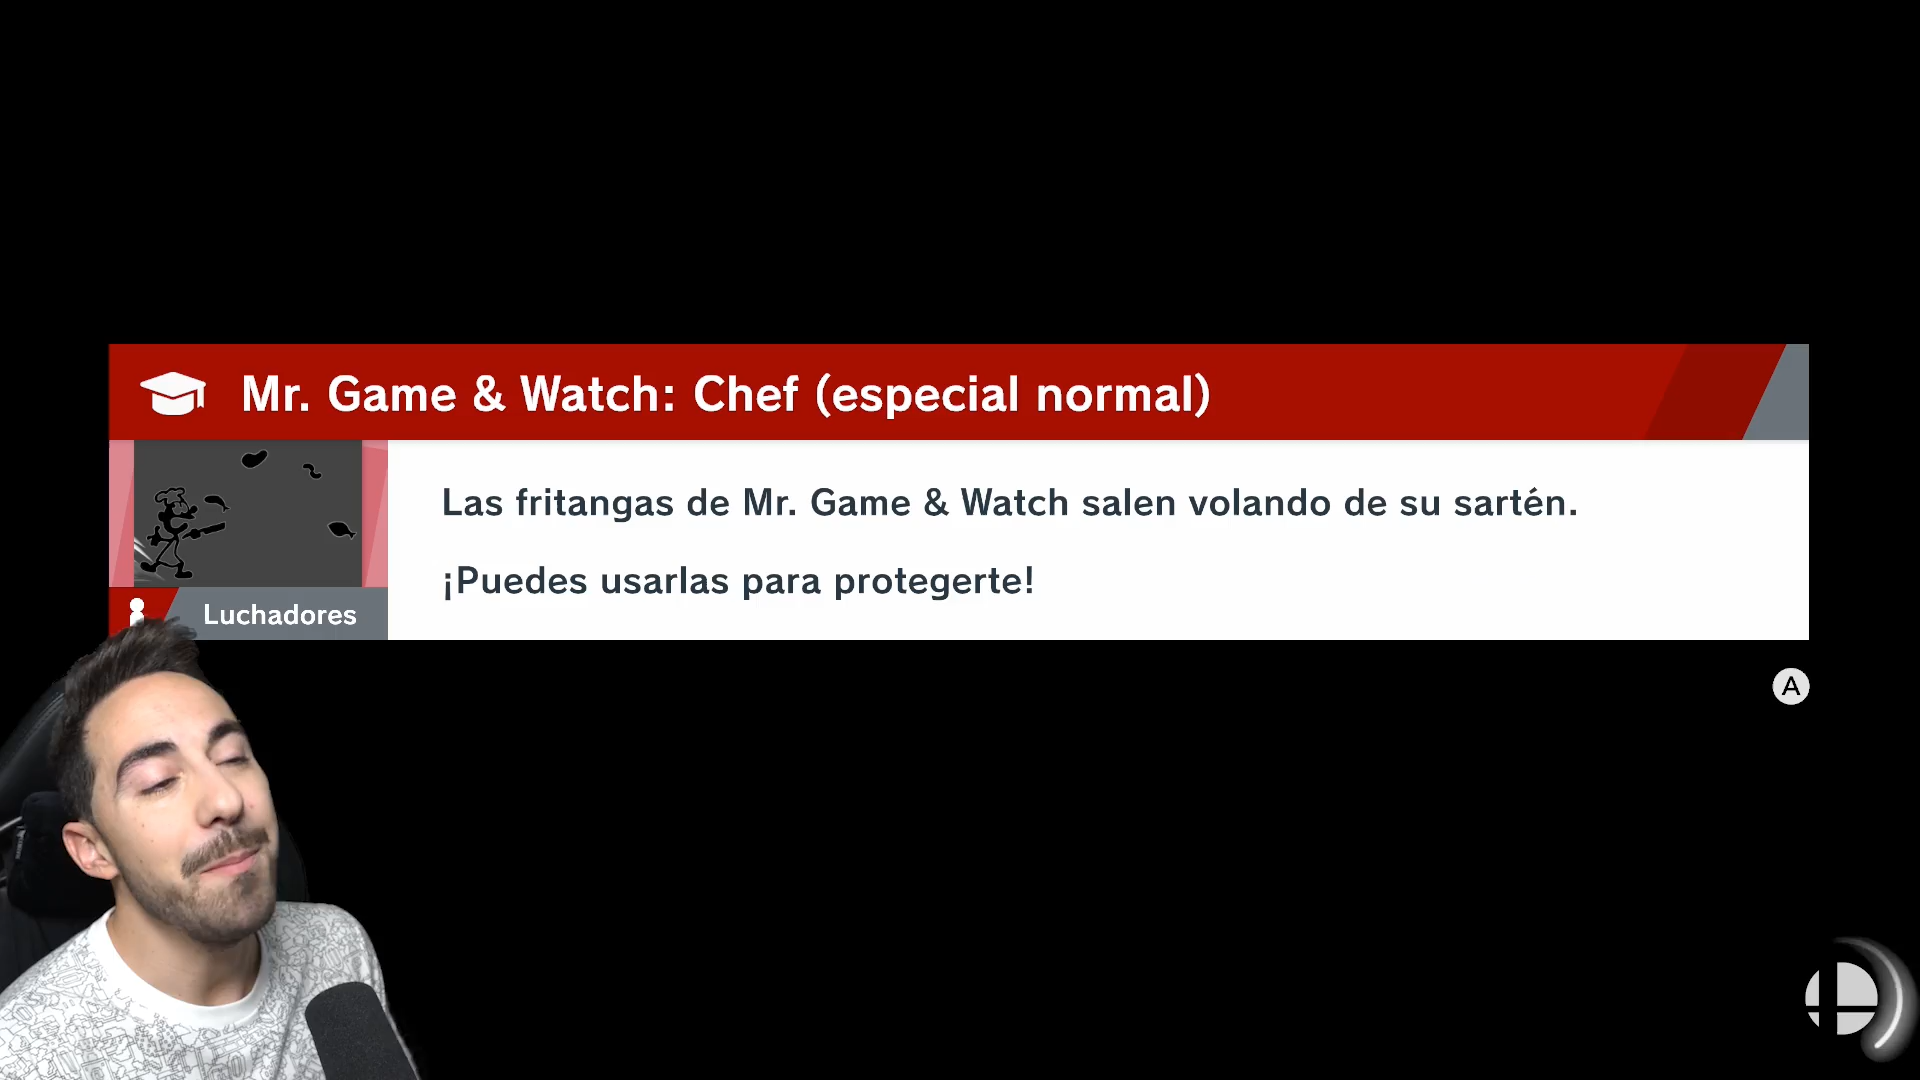 Mr. Game & Watch: Chef (especial normal)
Las fritangas de Mr. Game & Watch salen volando de su sartén.
¡Puedes usarlas para protegerte!
Luchadores
A